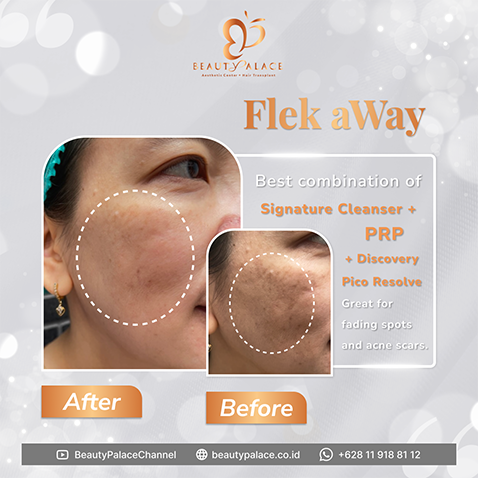 BEAUTY PALACE
Aesthetic Center • Hair Transplant
Flek aWay
Best combination of
Signature Cleanser +
PRP
+ Discovery
Pico Resolve
Great for
fading spots
and acne scars.
After
Before
BeautyPalaceChannel
beautypalace.co.id
+628 11 918 81 12